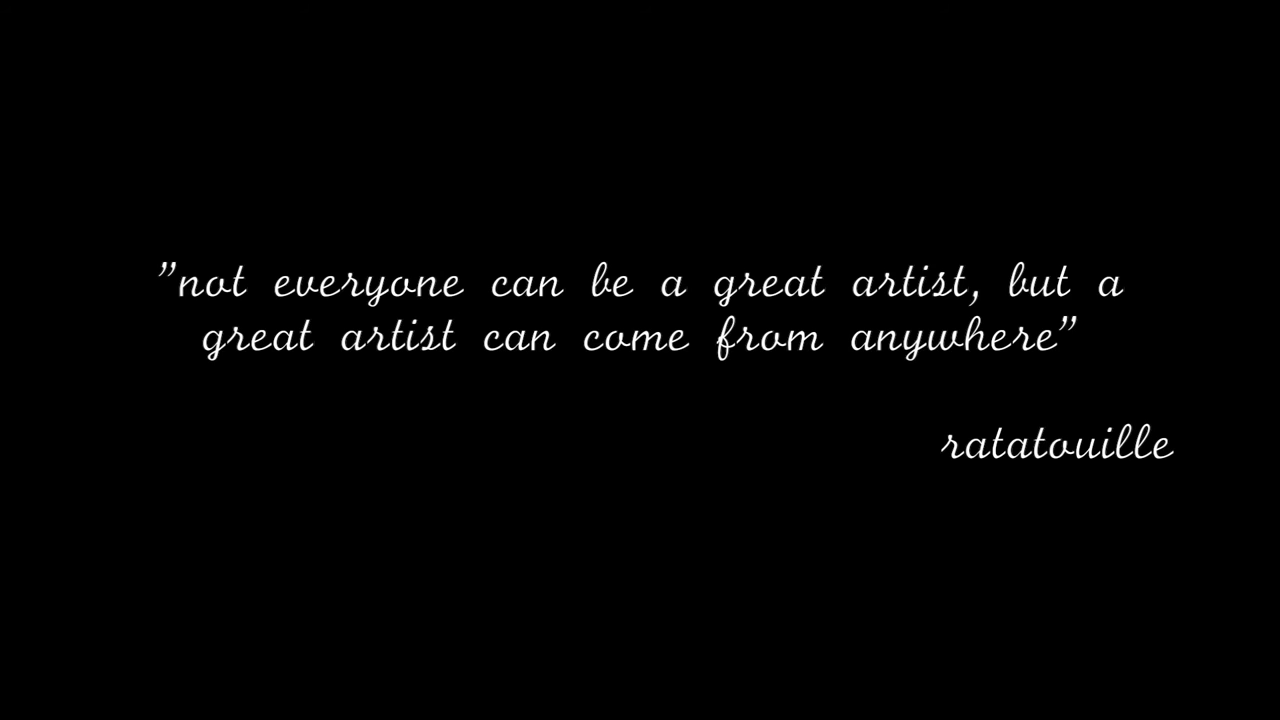 ”not everyone can be a great artist, but a
great artist can come from anywhere”
ratatouille